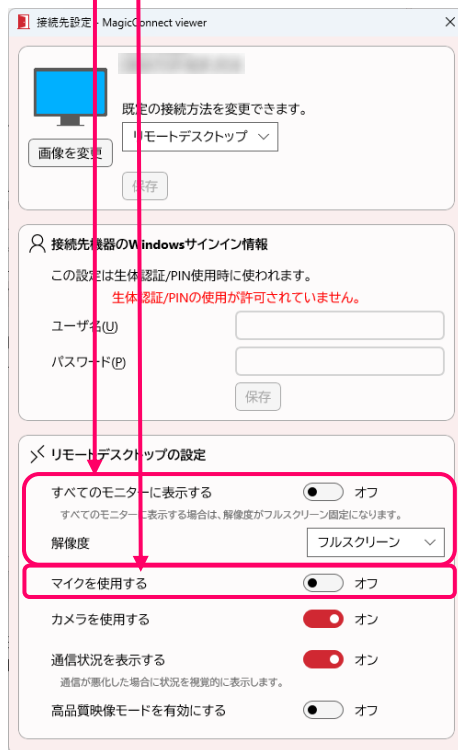 接続先設定 - MagicConnect viewer
既定の接続方法を変更できます。
リモートデスクトップ
画像を変更
保存
接続先機器のWindowsサインイン情報
この設定は生体認証/PIN使用時に使われます。
生体認証/PINの使用が許可されていません。
ユーザ名(U)
パスワード(P)
保存
リモートデスクトップの設定
すべてのモニターに表示する オフ
すべてのモニターに表示する場合は、解像度がフルスクリーン固定になります。
解像度 フルスクリーン
マイクを使用する オフ
カメラを使用する オン
通信状況を表示する オン
通信が悪化した場合に状況を視覚的に表示します。
高品質映像モードを有効にする オフ